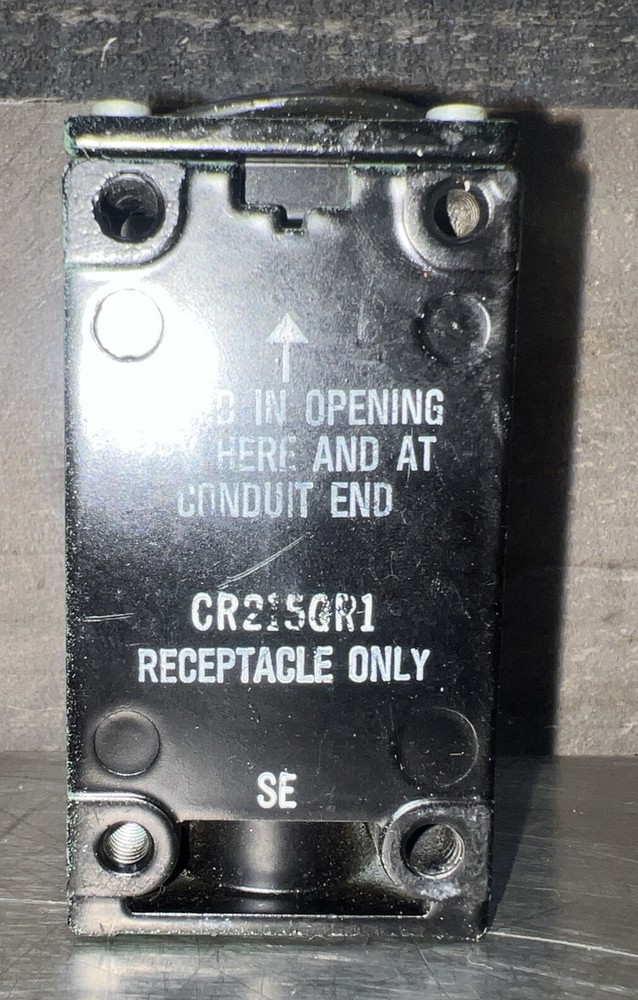 IN OPENING
HERE AND AT
CONDUIT END
CR215GR1
RECEPTACLE ONLY
SE